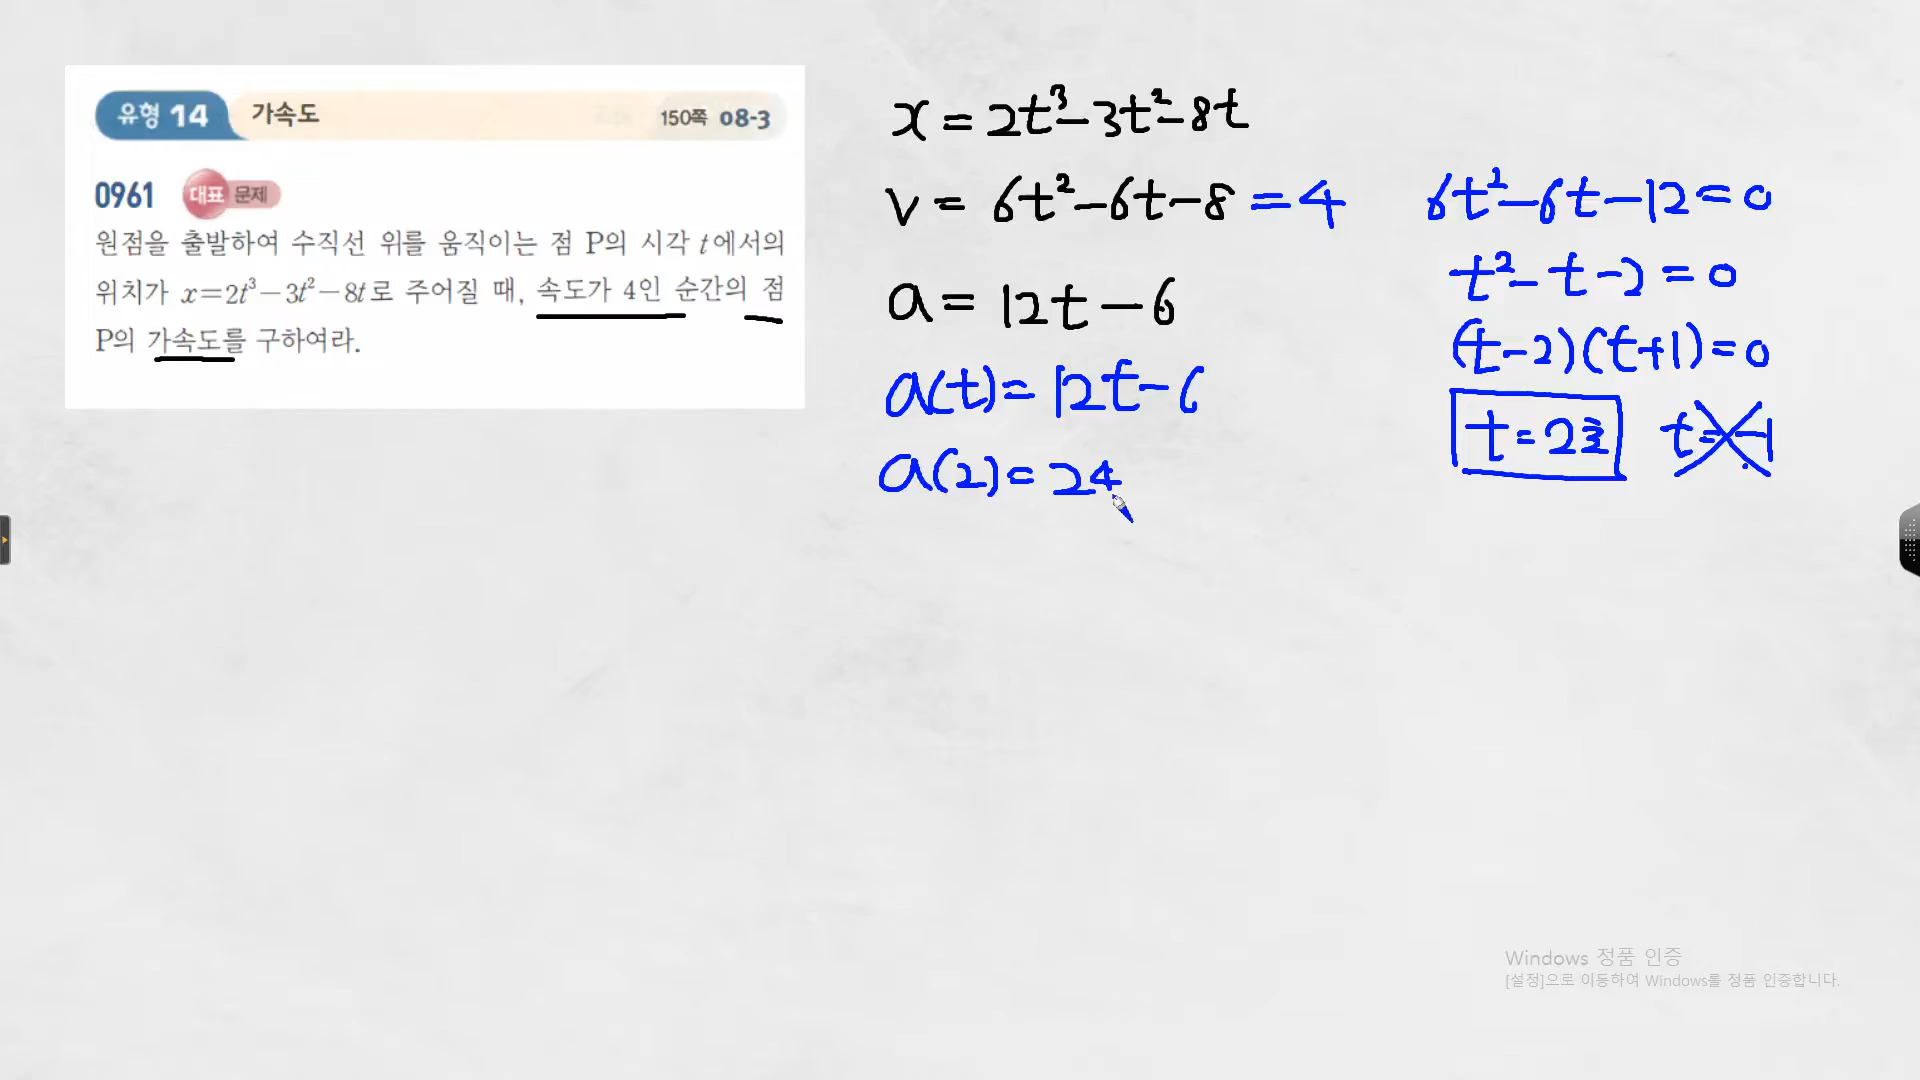 유형 14 가속도 150쪽 08-3
0961 대표 문제
원점을 출발하여 수직선 위를 움직이는 점 P의 시각 t에서의
위치가 x=2t³-3t²-8t로 주어질 때, 속도가 4인 순간의 점
P의 가속도를 구하여라.
x = 2t³-3t²-8t
v = 6t²-6t-8 = 4
a = 12t-6
a(t) = 12t-6
a(2) = 24
6t²-6t-12=0
t²-t-2=0
(t-2)(t+1)=0
t=2초 t=-1
Windows 정품 인증
[설정]으로 이동하여 Windows를 정품 인증합니다.